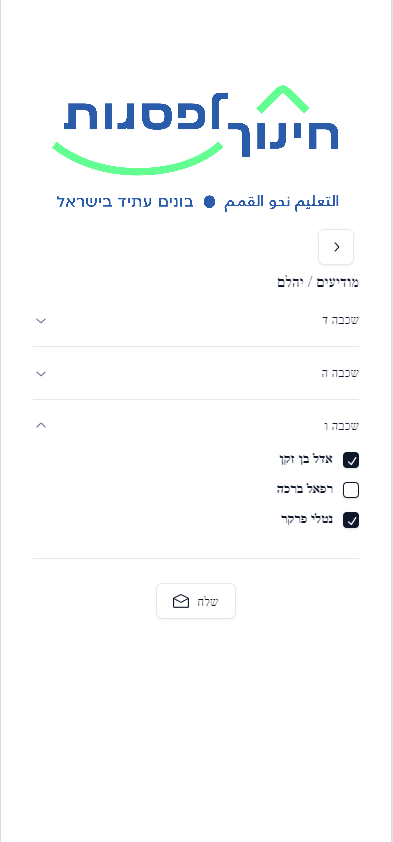 חינוך לפסגות
التعليم نحو القمم ● בונים עתיד בישראל
מודיעים / יהלם
שכבה ד
שכבה ה
שכבה ו
אדל בן זקן
רפאל ברכה
נטלי פרקר
שלח